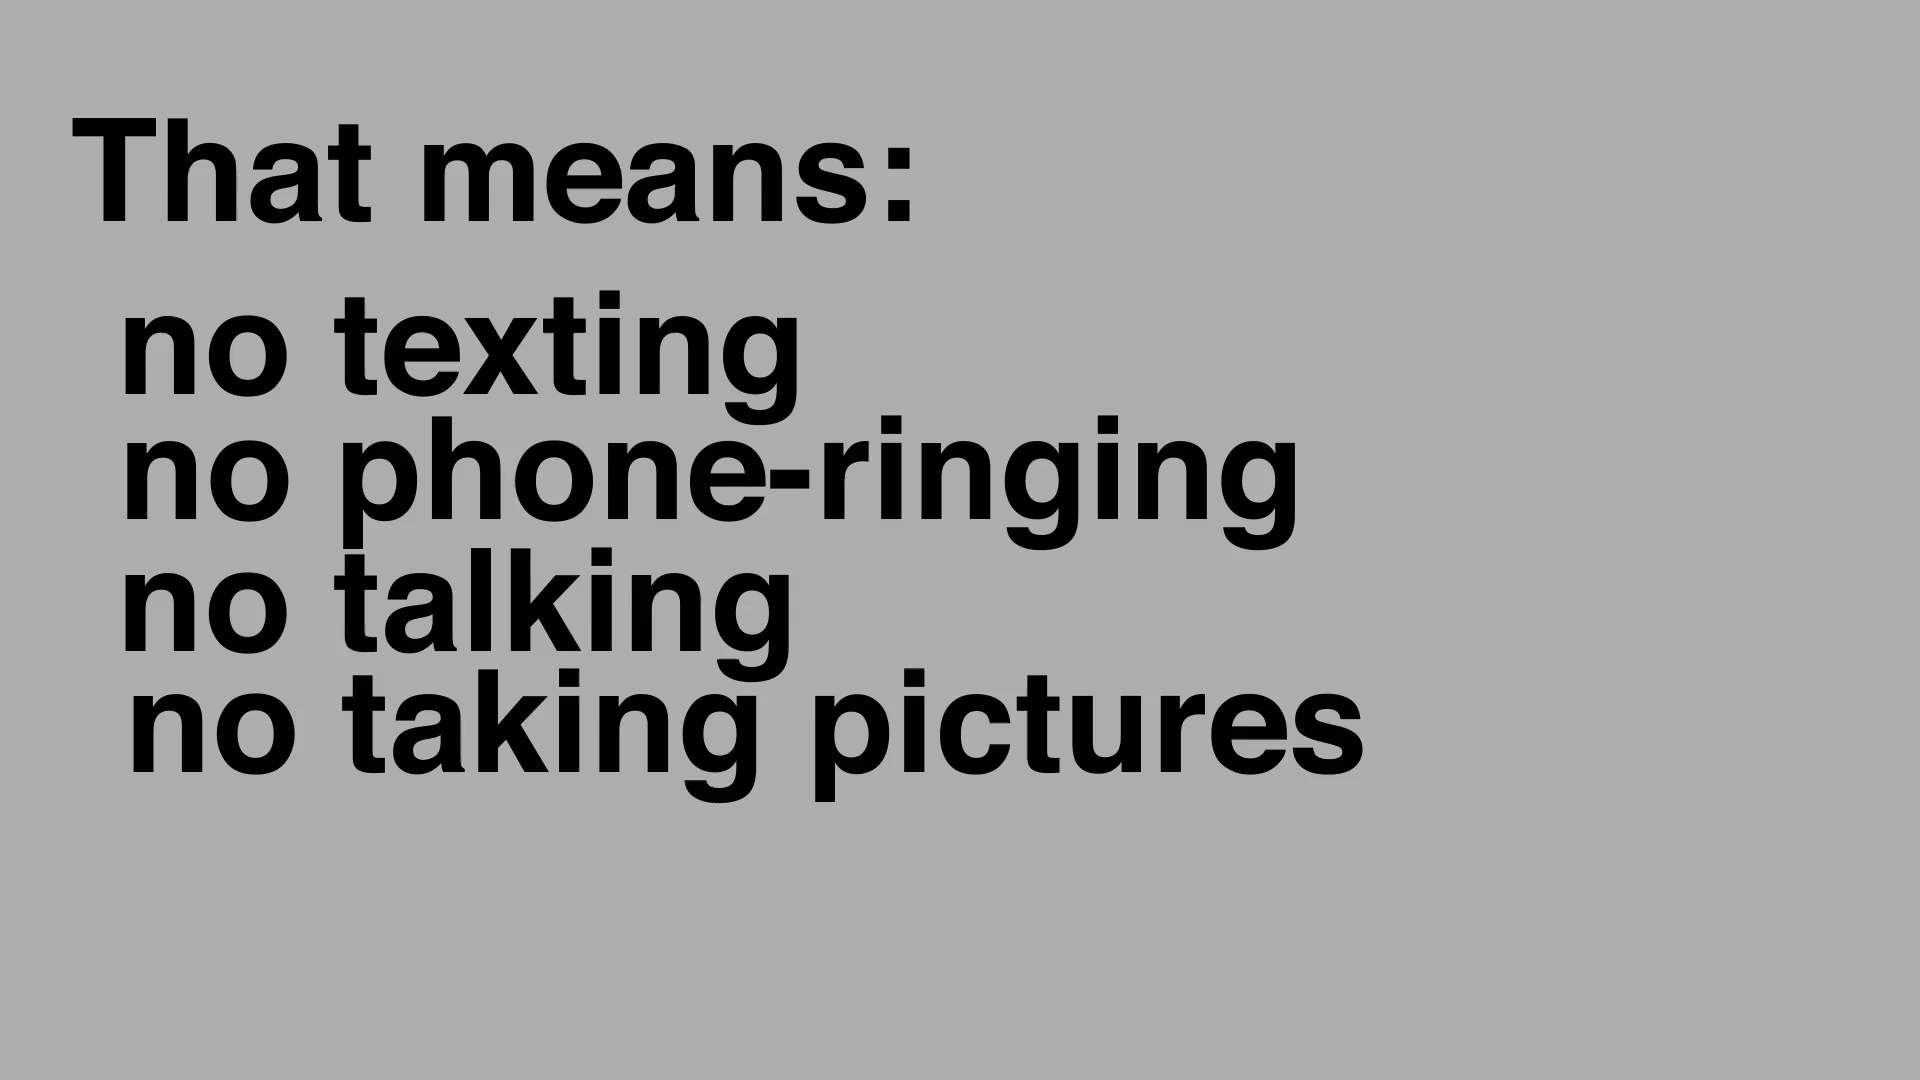 That means:
no texting
no phone-ringing
no talking
no taking pictures